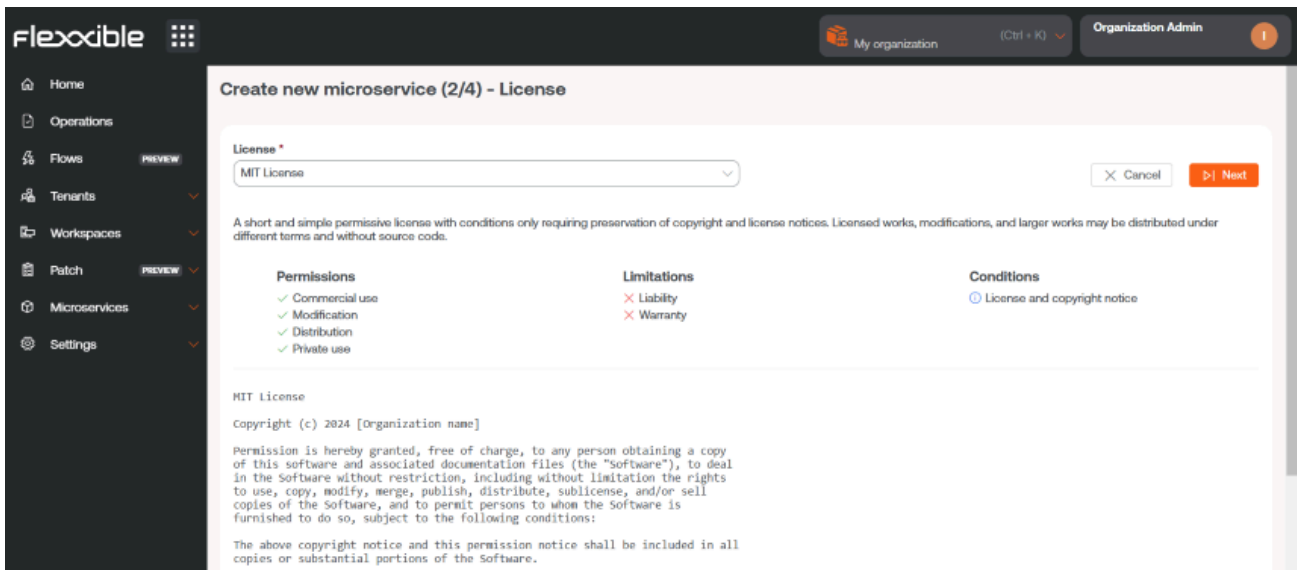 Flexxible
My organization
(Ctrl + K)
Organization Admin
I
Home
Operations
Flows PREVIEW
Tenants
Workspaces
Patch PREVIEW
Microservices
Settings
Create new microservice (2/4) - License
License *
MIT License
Cancel
Next
A short and simple permissive license with conditions only requiring preservation of copyright and license notices. Licensed works, modifications, and larger works may be distributed under
different terms and without source code.
Permissions
Commercial use
Modification
Distribution
Private use
Limitations
Liability
Warranty
Conditions
License and copyright notice
MIT License
Copyright (c) 2024 [Organization name]
Permission is hereby granted, free of charge, to any person obtaining a copy
of this software and associated documentation files (the "Software"), to deal
in the Software without restriction, including without limitation the rights
to use, copy, modify, merge, publish, distribute, sublicense, and/or sell
copies of the Software, and to permit persons to whom the Software is
furnished to do so, subject to the following conditions:
The above copyright notice and this permission notice shall be included in all
copies or substantial portions of the Software.